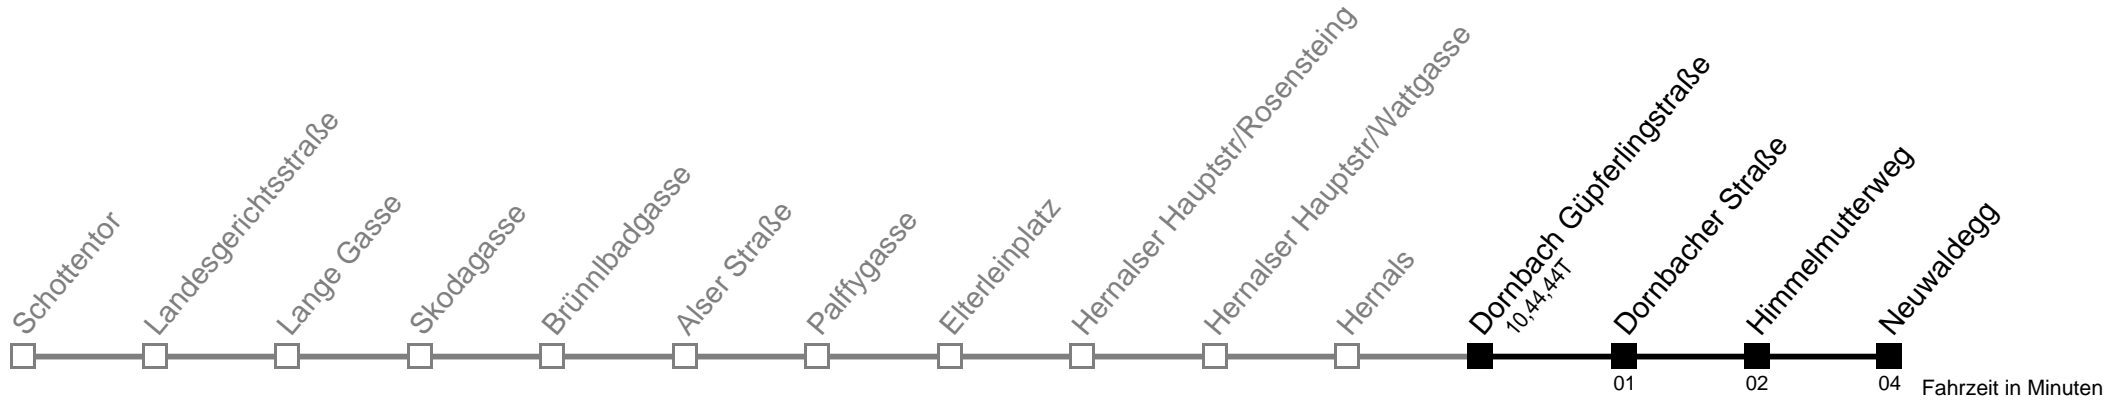 Schottentor
Landesgerichtsstraße
Lange Gasse
Skodagasse
Brünnlbadgasse
Alser Straße
Palffygasse
Elterleinplatz
Hernalser Hauptstr/Rosensteing
Hernalser Hauptstr/Wattgasse
Hernals
Dornbach Güpferlingstraße
10,44,44T
Dornbacher Straße
Himmelmutterweg
Neuwaldegg
01
02
04
Fahrzeit in Minuten